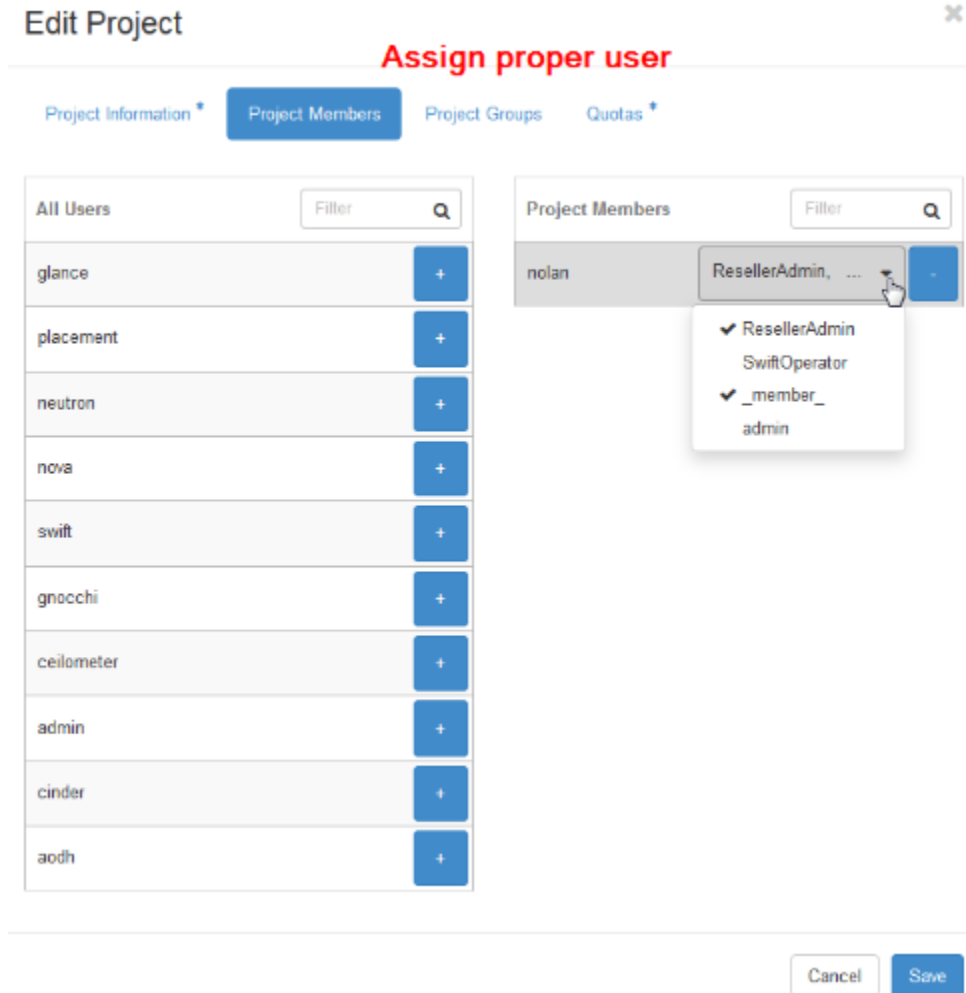 Edit Project
Assign proper user
Project Information *
Project Members
Project Groups
Quotas *
All Users
Filter
glance
+
placement
+
neutron
+
nova
+
swift
+
gnocchi
+
ceilometer
+
admin
+
cinder
+
aodh
+
Project Members
Filter
nolan
ResellerAdmin, ...
-
ResellerAdmin
SwiftOperator
_member_
admin
Cancel
Save